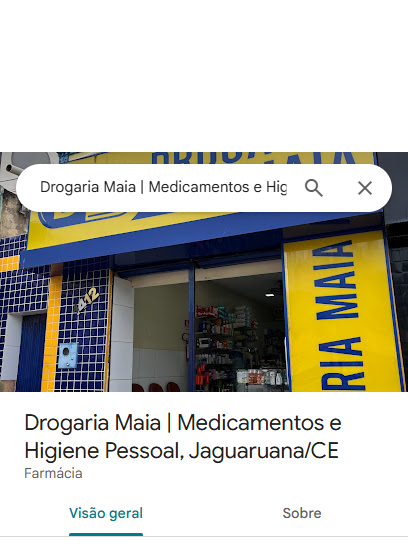 DROGARIA MAIA
Drogaria Maia | Medicamentos e Hig
412
RIA MAIA
Drogaria Maia | Medicamentos e
Higiene Pessoal, Jaguaruana/CE
Farmácia
Visão geral
Sobre